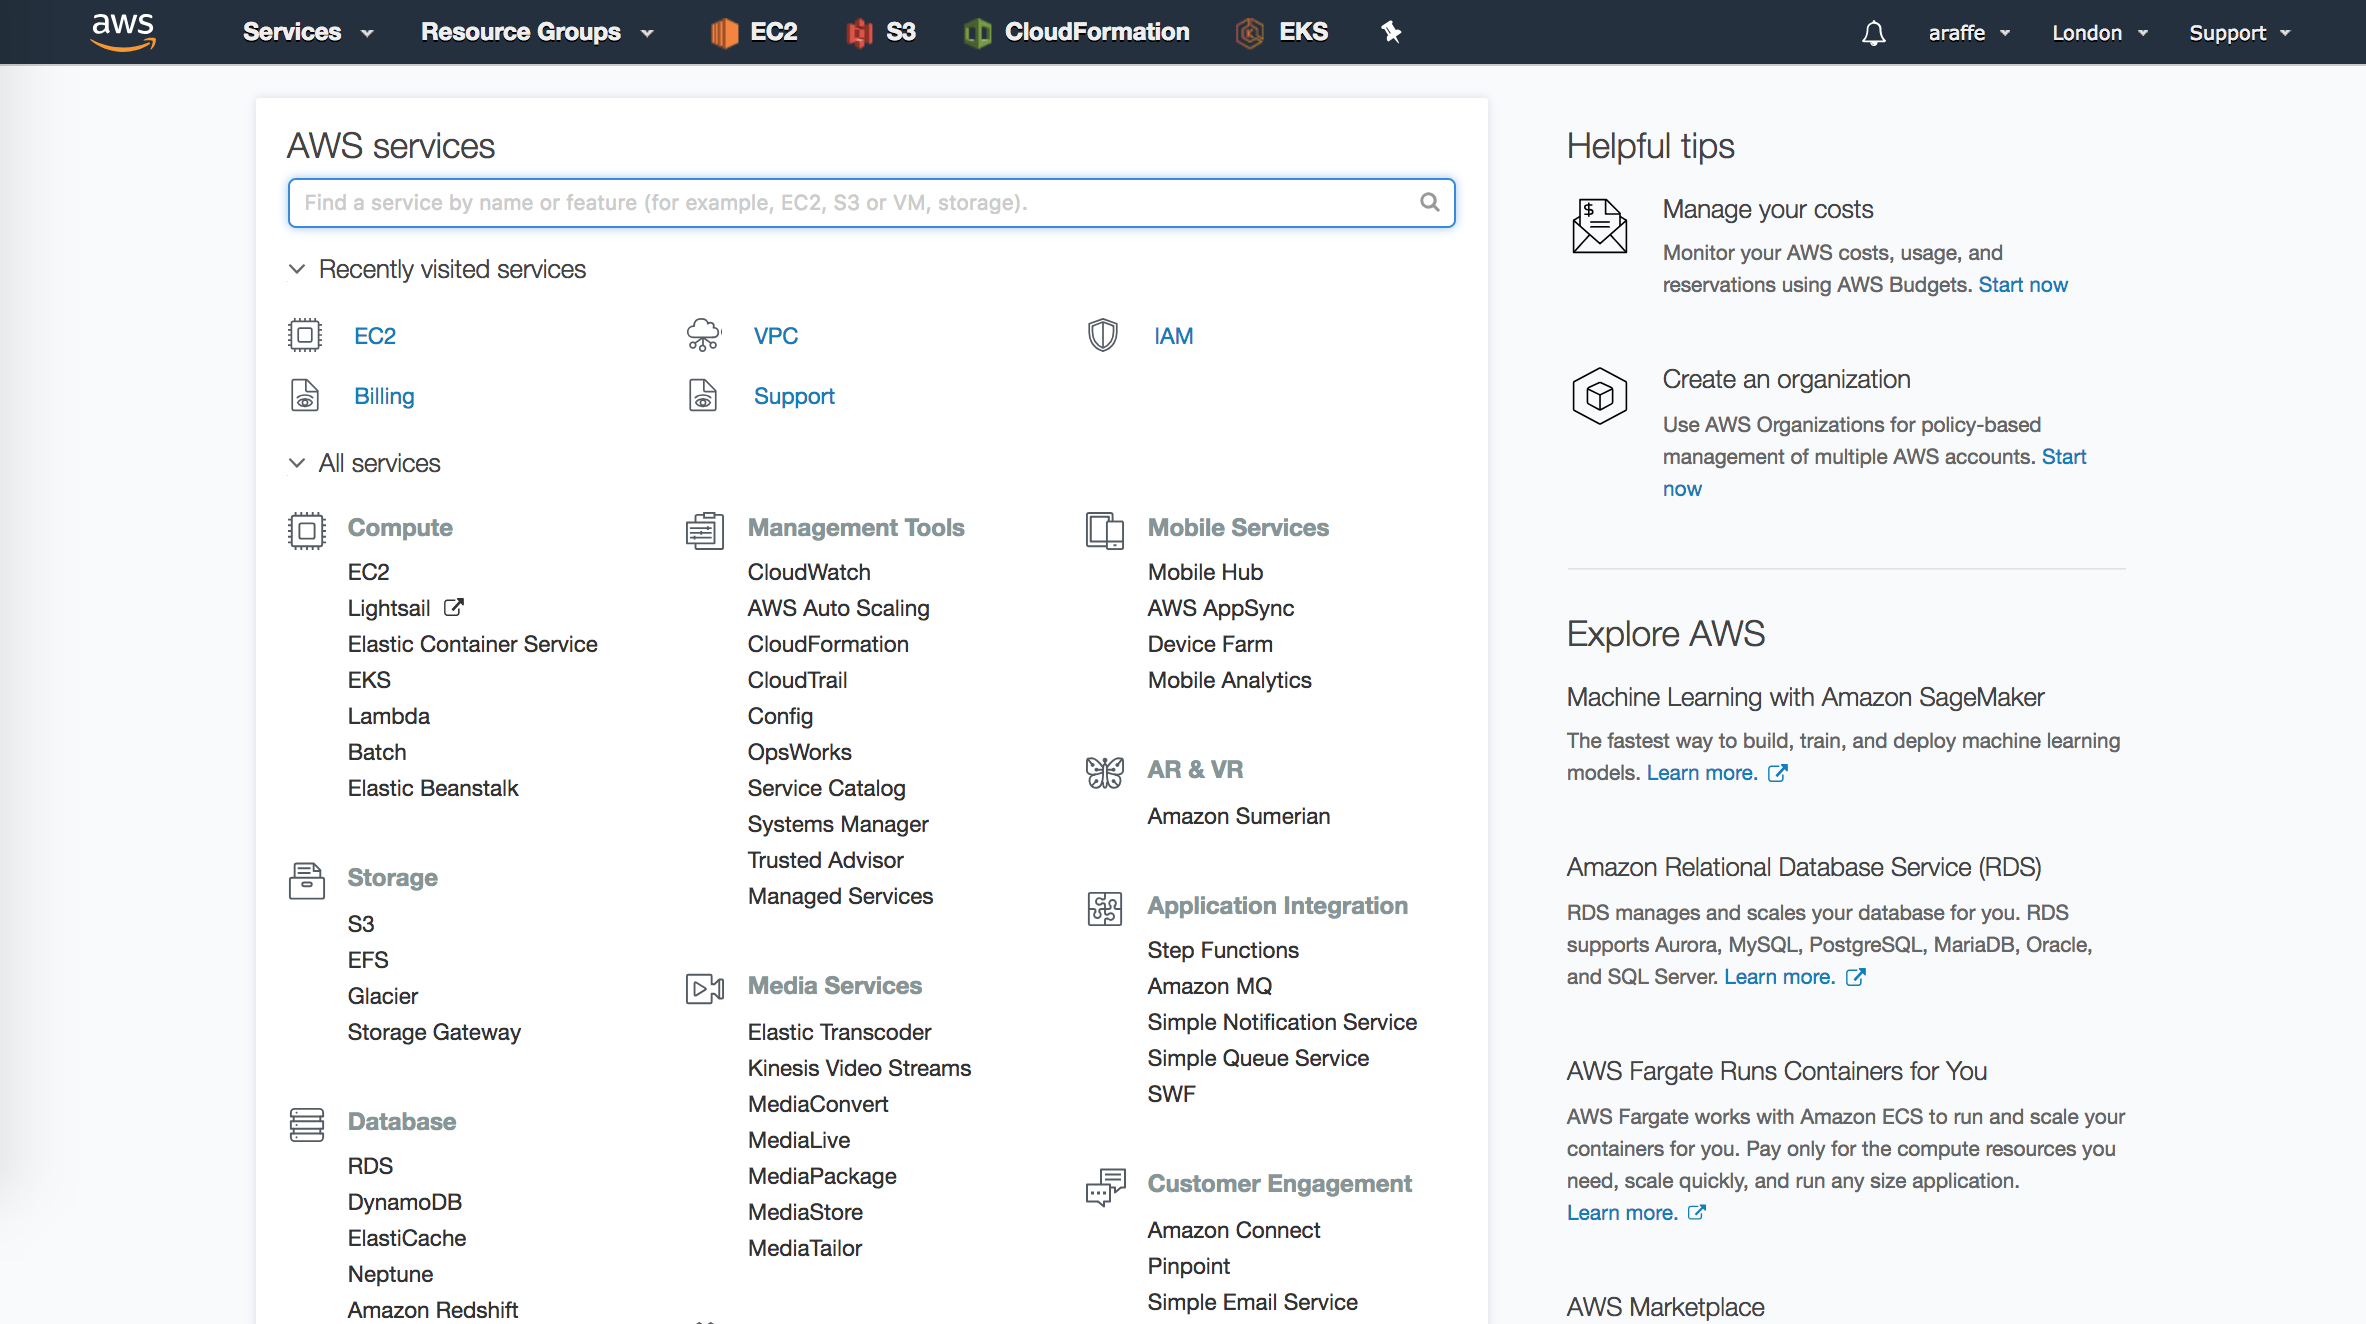 aws
Services
Resource Groups
EC2
S3
CloudFormation
EKS
araffe
London
Support
AWS services
Find a service by name or feature (for example, EC2, S3 or VM, storage).
Recently visited services
EC2
VPC
IAM
Billing
Support
All services
Compute
EC2
Lightsail
Elastic Container Service
EKS
Lambda
Batch
Elastic Beanstalk
Storage
S3
EFS
Glacier
Storage Gateway
Database
RDS
DynamoDB
ElastiCache
Neptune
Amazon Redshift
Management Tools
CloudWatch
AWS Auto Scaling
CloudFormation
CloudTrail
Config
OpsWorks
Service Catalog
Systems Manager
Trusted Advisor
Managed Services
Media Services
Elastic Transcoder
Kinesis Video Streams
MediaConvert
MediaLive
MediaPackage
MediaStore
MediaTailor
Mobile Services
Mobile Hub
AWS AppSync
Device Farm
Mobile Analytics
AR & VR
Amazon Sumerian
Application Integration
Step Functions
Amazon MQ
Simple Notification Service
Simple Queue Service
SWF
Customer Engagement
Amazon Connect
Pinpoint
Simple Email Service
Helpful tips
Manage your costs
Monitor your AWS costs, usage, and
reservations using AWS Budgets. Start now
Create an organization
Use AWS Organizations for policy-based
management of multiple AWS accounts. Start
now
Explore AWS
Machine Learning with Amazon SageMaker
The fastest way to build, train, and deploy machine learning
models. Learn more.
Amazon Relational Database Service (RDS)
RDS manages and scales your database for you. RDS
supports Aurora, MySQL, PostgreSQL, MariaDB, Oracle,
and SQL Server. Learn more.
AWS Fargate Runs Containers for You
AWS Fargate works with Amazon ECS to run and scale your
containers for you. Pay only for the compute resources you
need, scale quickly, and run any size application.
Learn more.
AWS Marketplace